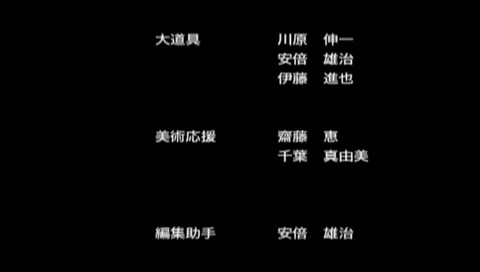 大道具 川原 伸一
安倍 雄治
伊藤 進也
美術応援 齋藤 恵
千葉 真由美
編集助手 安倍 雄治